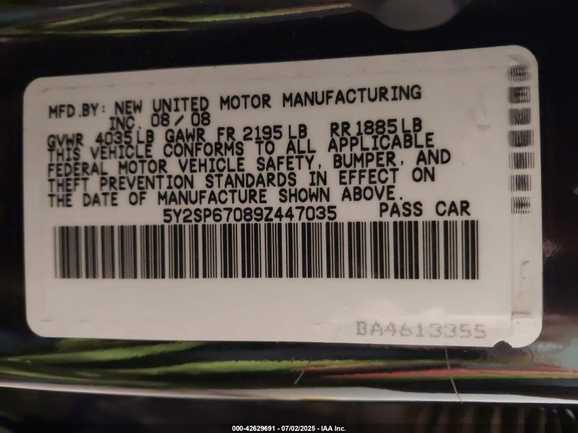 MFD.BY: NEW UNITED MOTOR MANUFACTURING
INC. 08/08
GVWR 4035LB GAWR FR 2195LB RR 1885LB
THIS VEHICLE CONFORMS TO ALL APPLICABLE
FEDERAL MOTOR VEHICLE SAFETY, BUMPER, AND
THEFT PREVENTION STANDARDS IN EFFECT ON
THE DATE OF MANUFACTURE SHOWN ABOVE.
5Y2SP67089Z447035 PASS CAR
BA4613355
000-42629691 - 07/02/2025 - IAA Inc.